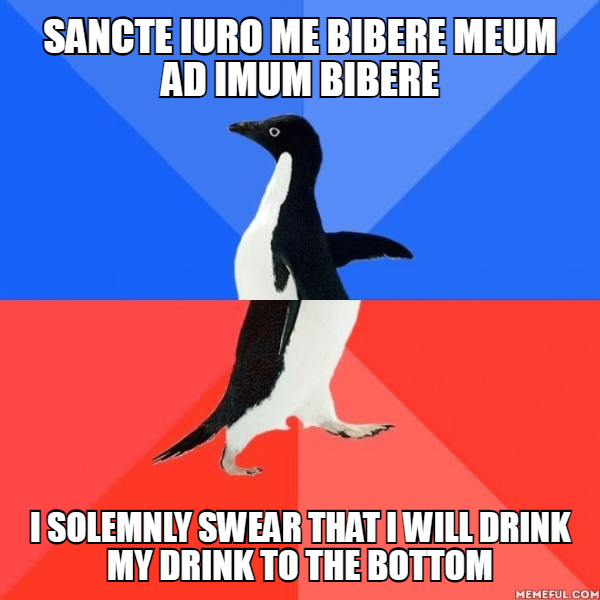 SANCTE IURO ME BIBERE MEUM
AD IMUM BIBERE
I SOLEMNLY SWEAR THAT I WILL DRINK
MY DRINK TO THE BOTTOM
MEMEFUL.COM